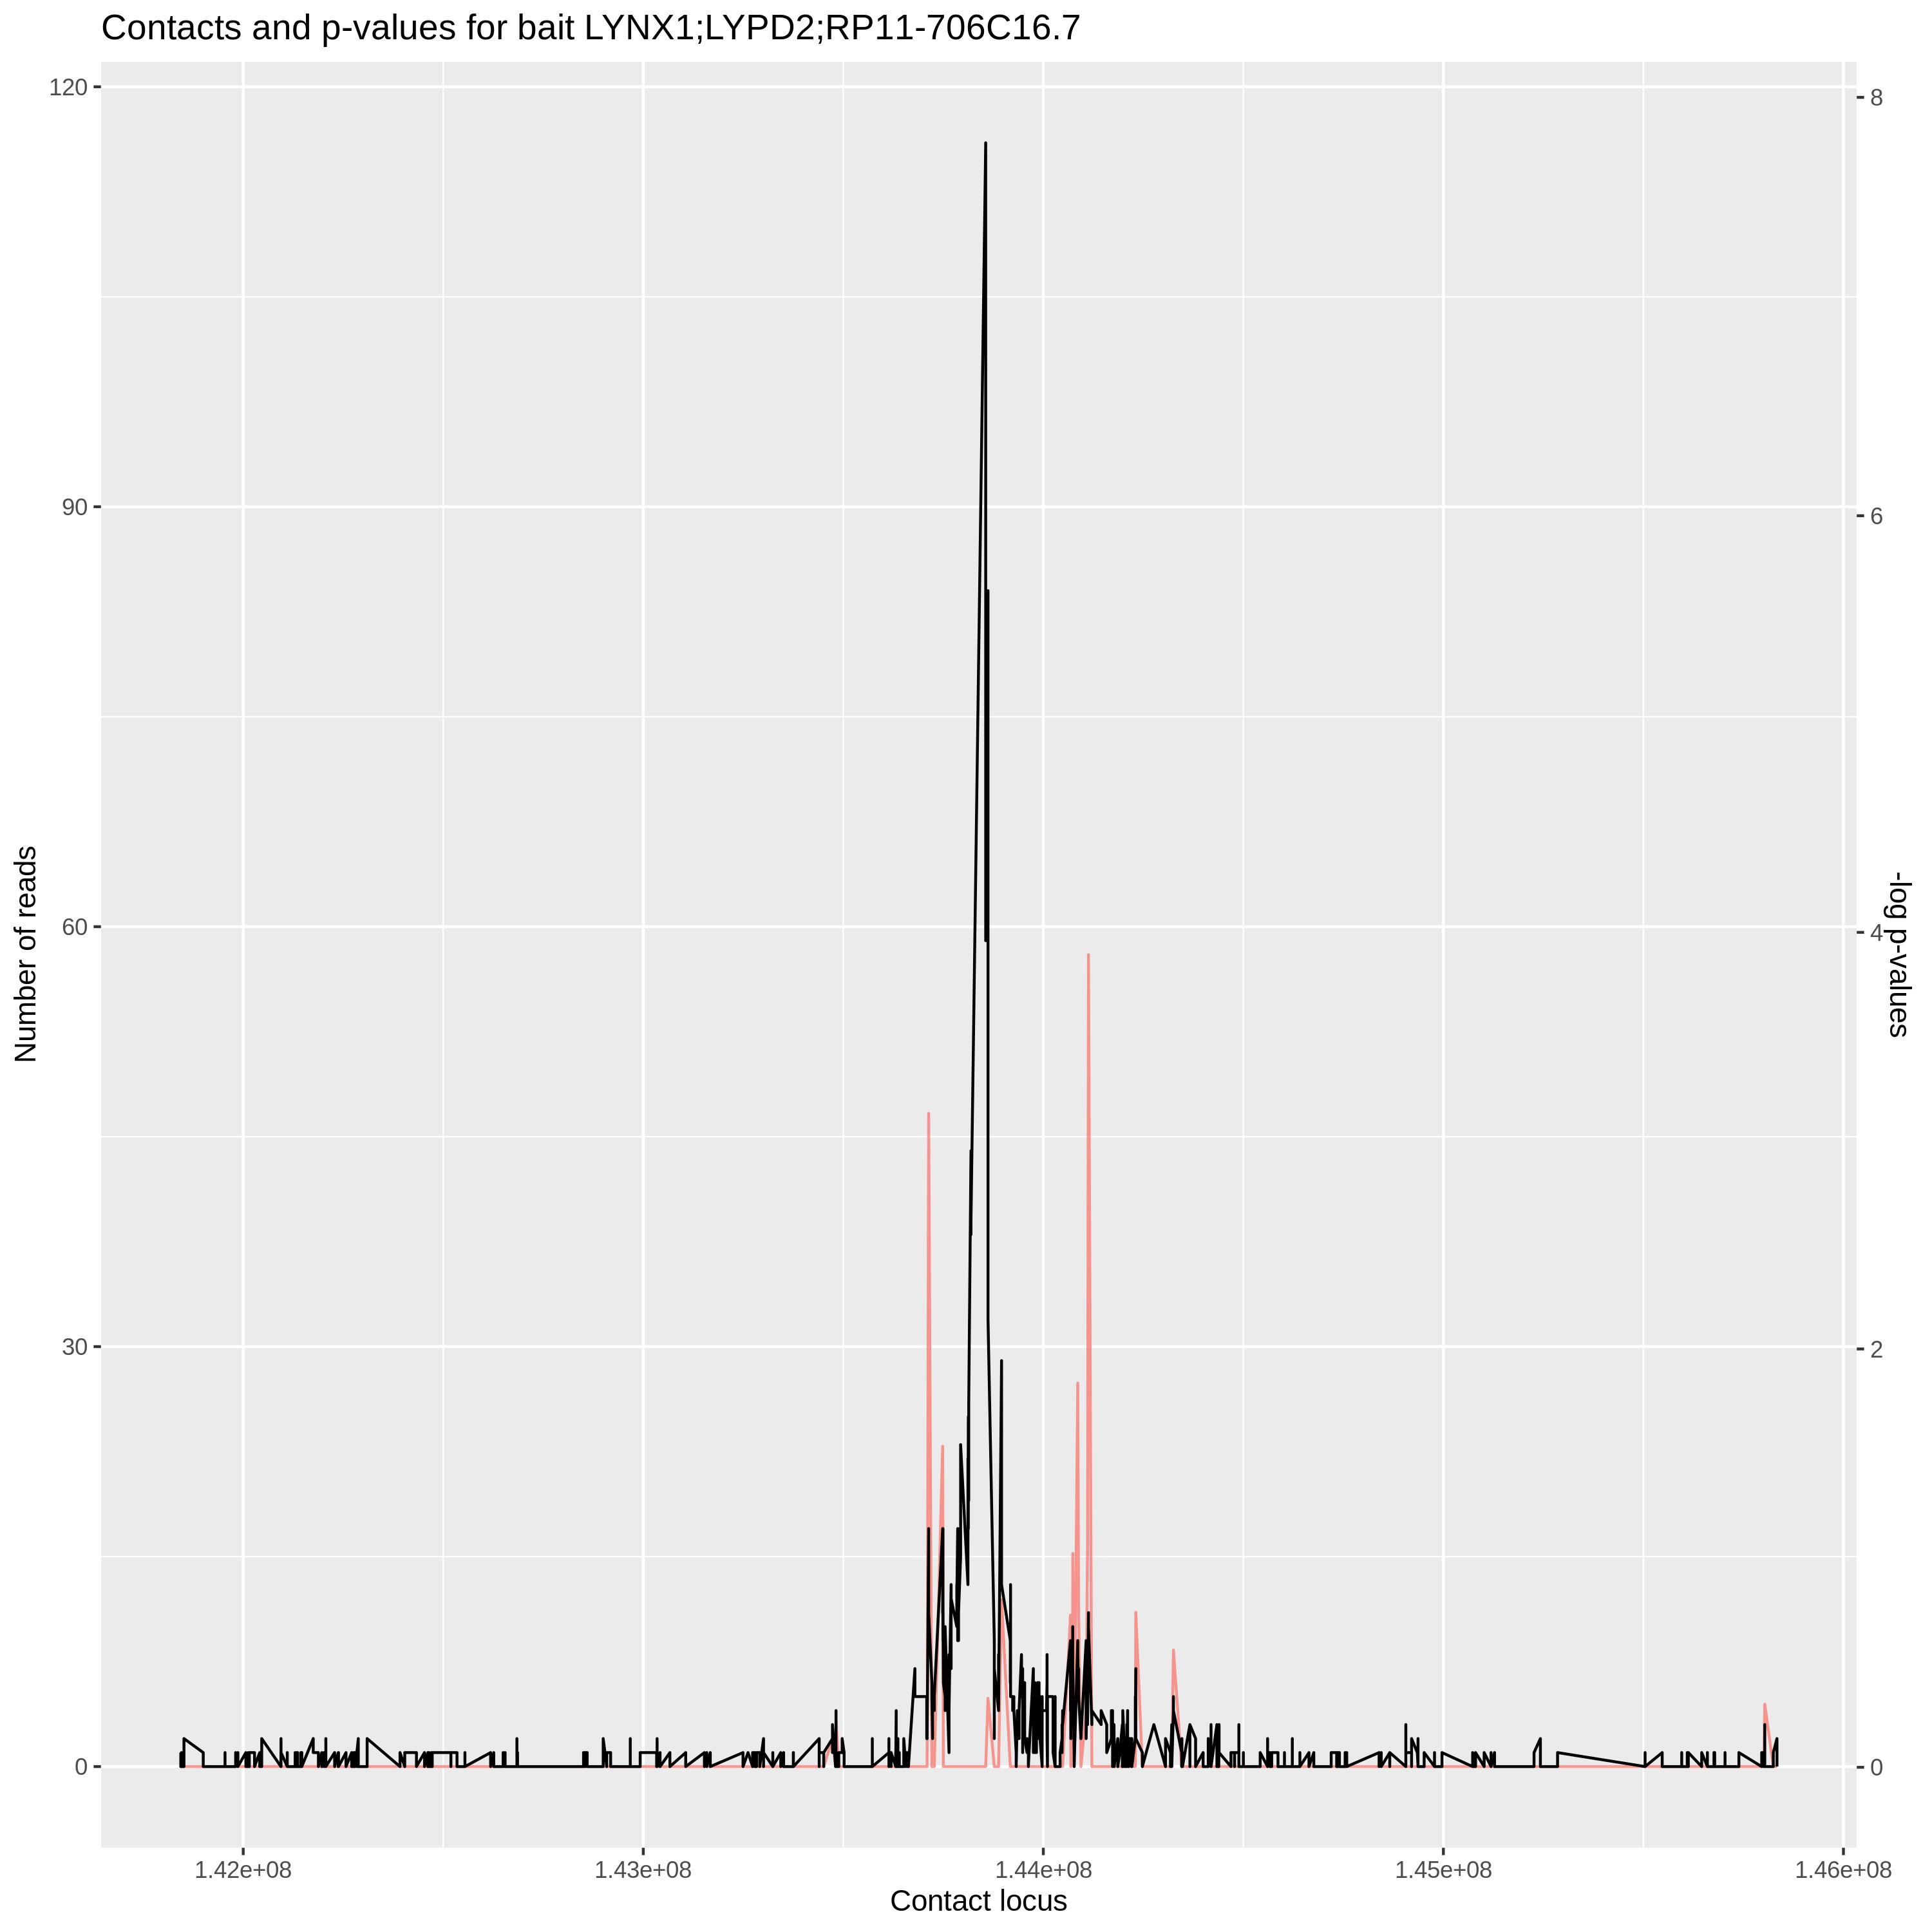 Contacts and p-values for bait LYNX1;LYPD2;RP11-706C16.7
120
90
60
30
0
Number of reads
8
6
4
2
0
-log p-values
1.42e+08
1.43e+08
1.44e+08
1.45e+08
1.46e+08
Contact locus